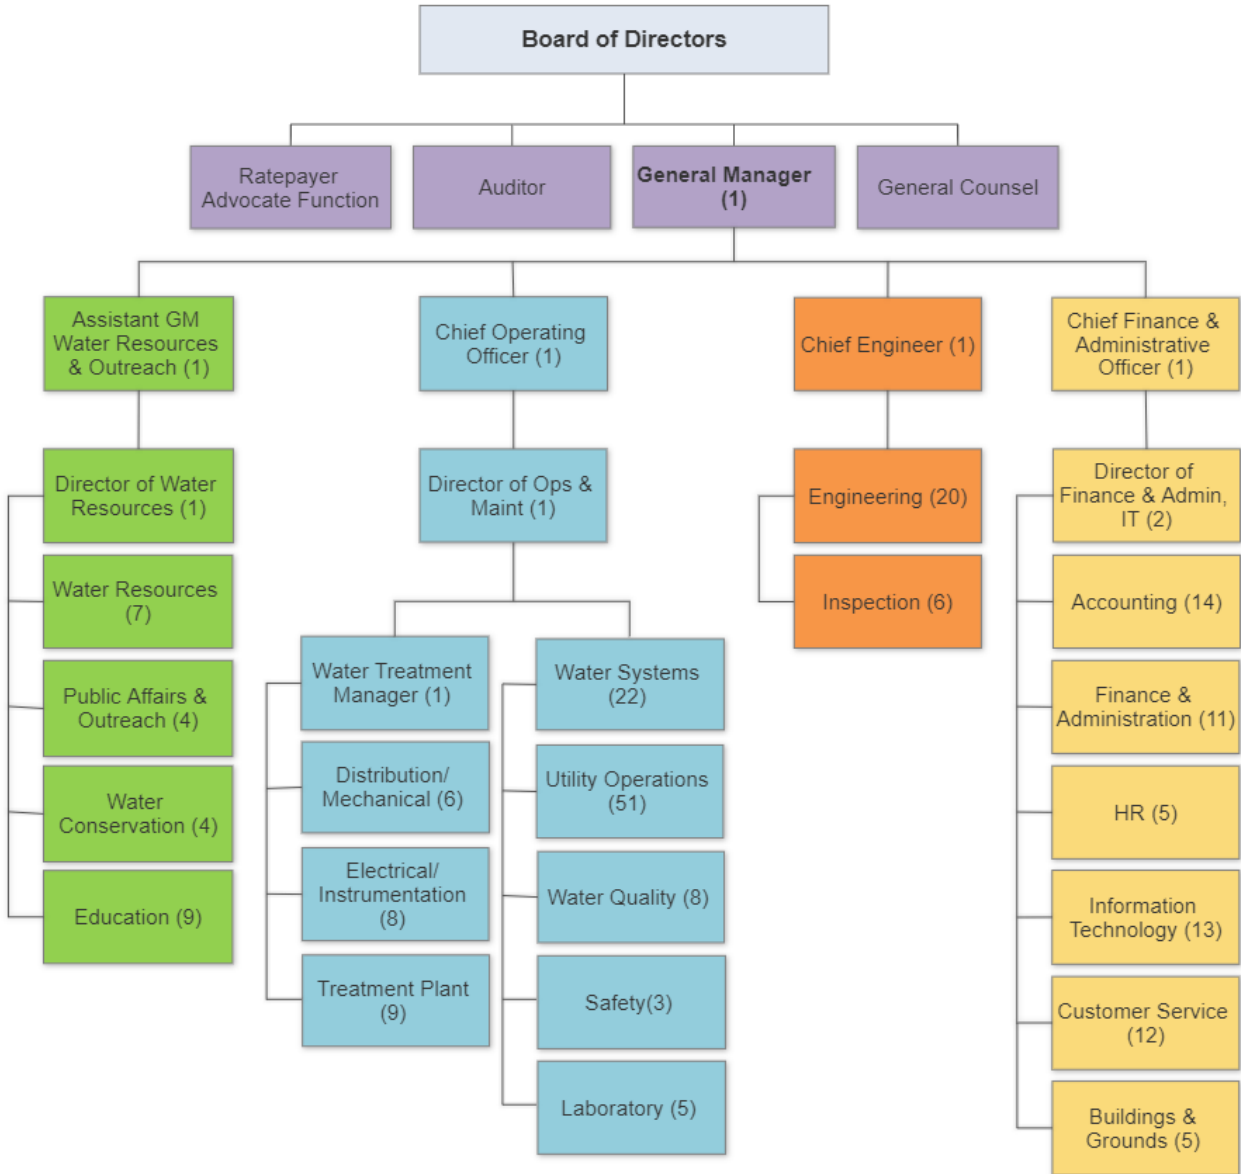 Board of Directors
Ratepayer
Advocate Function
Auditor
General Manager
(1)
General Counsel
Assistant GM
Water Resources
& Outreach (1)
Chief Operating
Officer (1)
Chief Engineer (1)
Chief Finance &
Administrative
Officer (1)
Director of Water
Resources (1)
Water Resources
(7)
Public Affairs &
Outreach (4)
Water
Conservation (4)
Education (9)
Director of Ops &
Maint (1)
Water Treatment
Manager (1)
Distribution/
Mechanical (6)
Electrical/
Instrumentation
(8)
Treatment Plant
(9)
Water Systems
(22)
Utility Operations
(51)
Water Quality (8)
Safety(3)
Laboratory (5)
Engineering (20)
Inspection (6)
Director of
Finance & Admin,
IT (2)
Accounting (14)
Finance &
Administration (11)
HR (5)
Information
Technology (13)
Customer Service
(12)
Buildings &
Grounds (5)